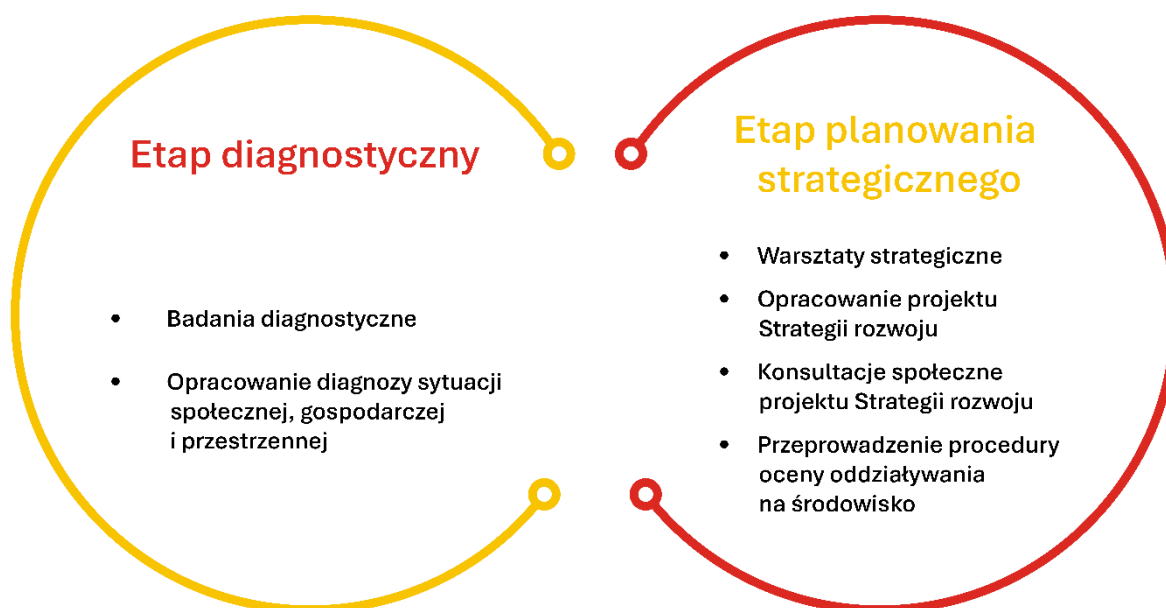 Etap diagnostyczny
• Badania diagnostyczne
• Opracowanie diagnozy sytuacji
społecznej, gospodarczej
i przestrzennej
Etap planowania
strategicznego
• Warsztaty strategiczne
• Opracowanie projektu
Strategii rozwoju
• Konsultacje społeczne
projektu Strategii rozwoju
• Przeprowadzenie procedury
oceny oddziaływania
na środowisko